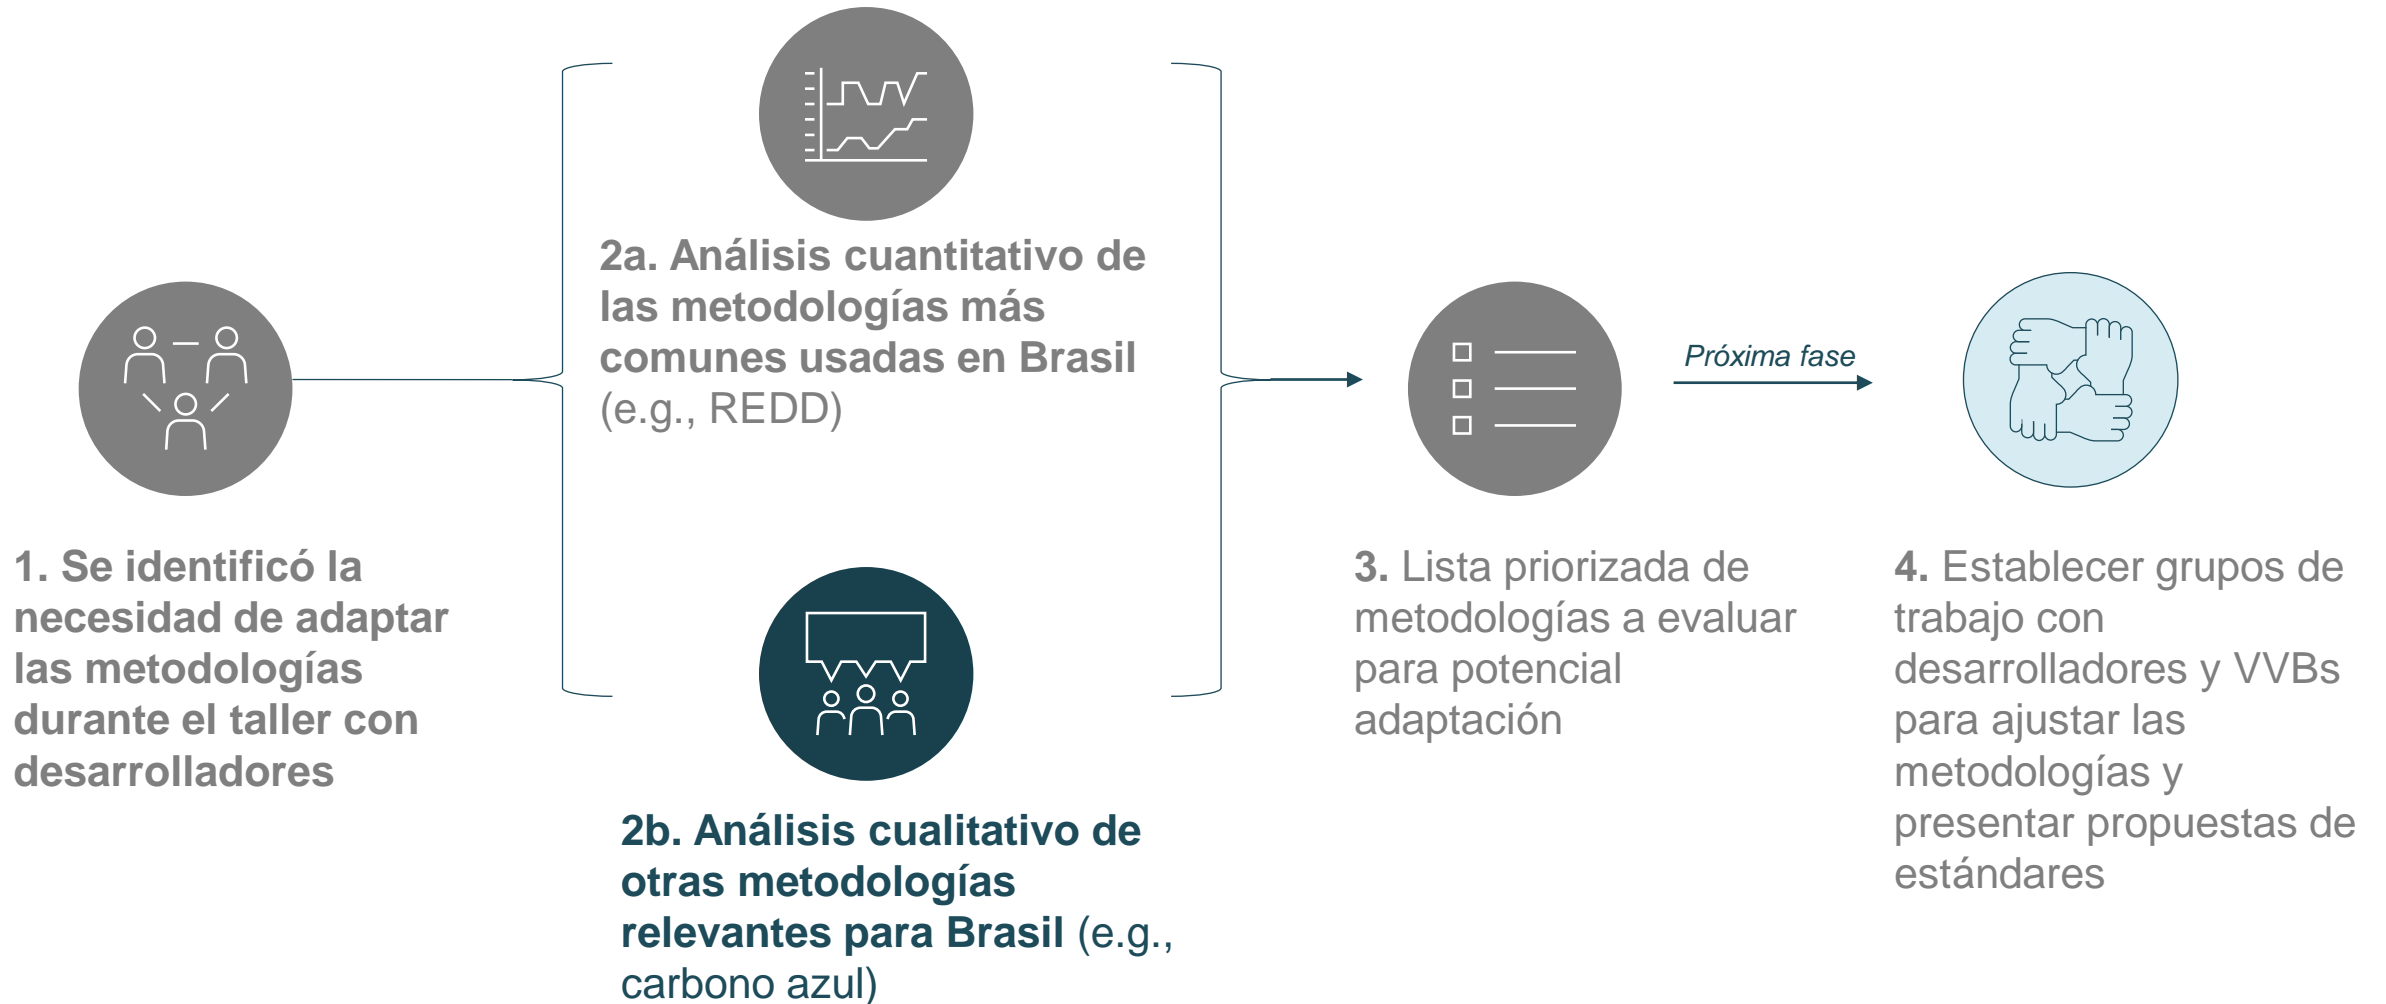 1. Se identificó la
necesidad de adaptar
las metodologías
durante el taller con
desarrolladores
2a. Análisis cuantitativo de
las metodologías más
comunes usadas en Brasil
(e.g., REDD)
2b. Análisis cualitativo de
otras metodologías
relevantes para Brasil (e.g.,
carbono azul)
3. Lista priorizada de
metodologías a evaluar
para potencial
adaptación
Próxima fase
4. Establecer grupos de
trabajo con
desarrolladores y VVBs
para ajustar las
metodologías y
presentar propuestas de
estándares